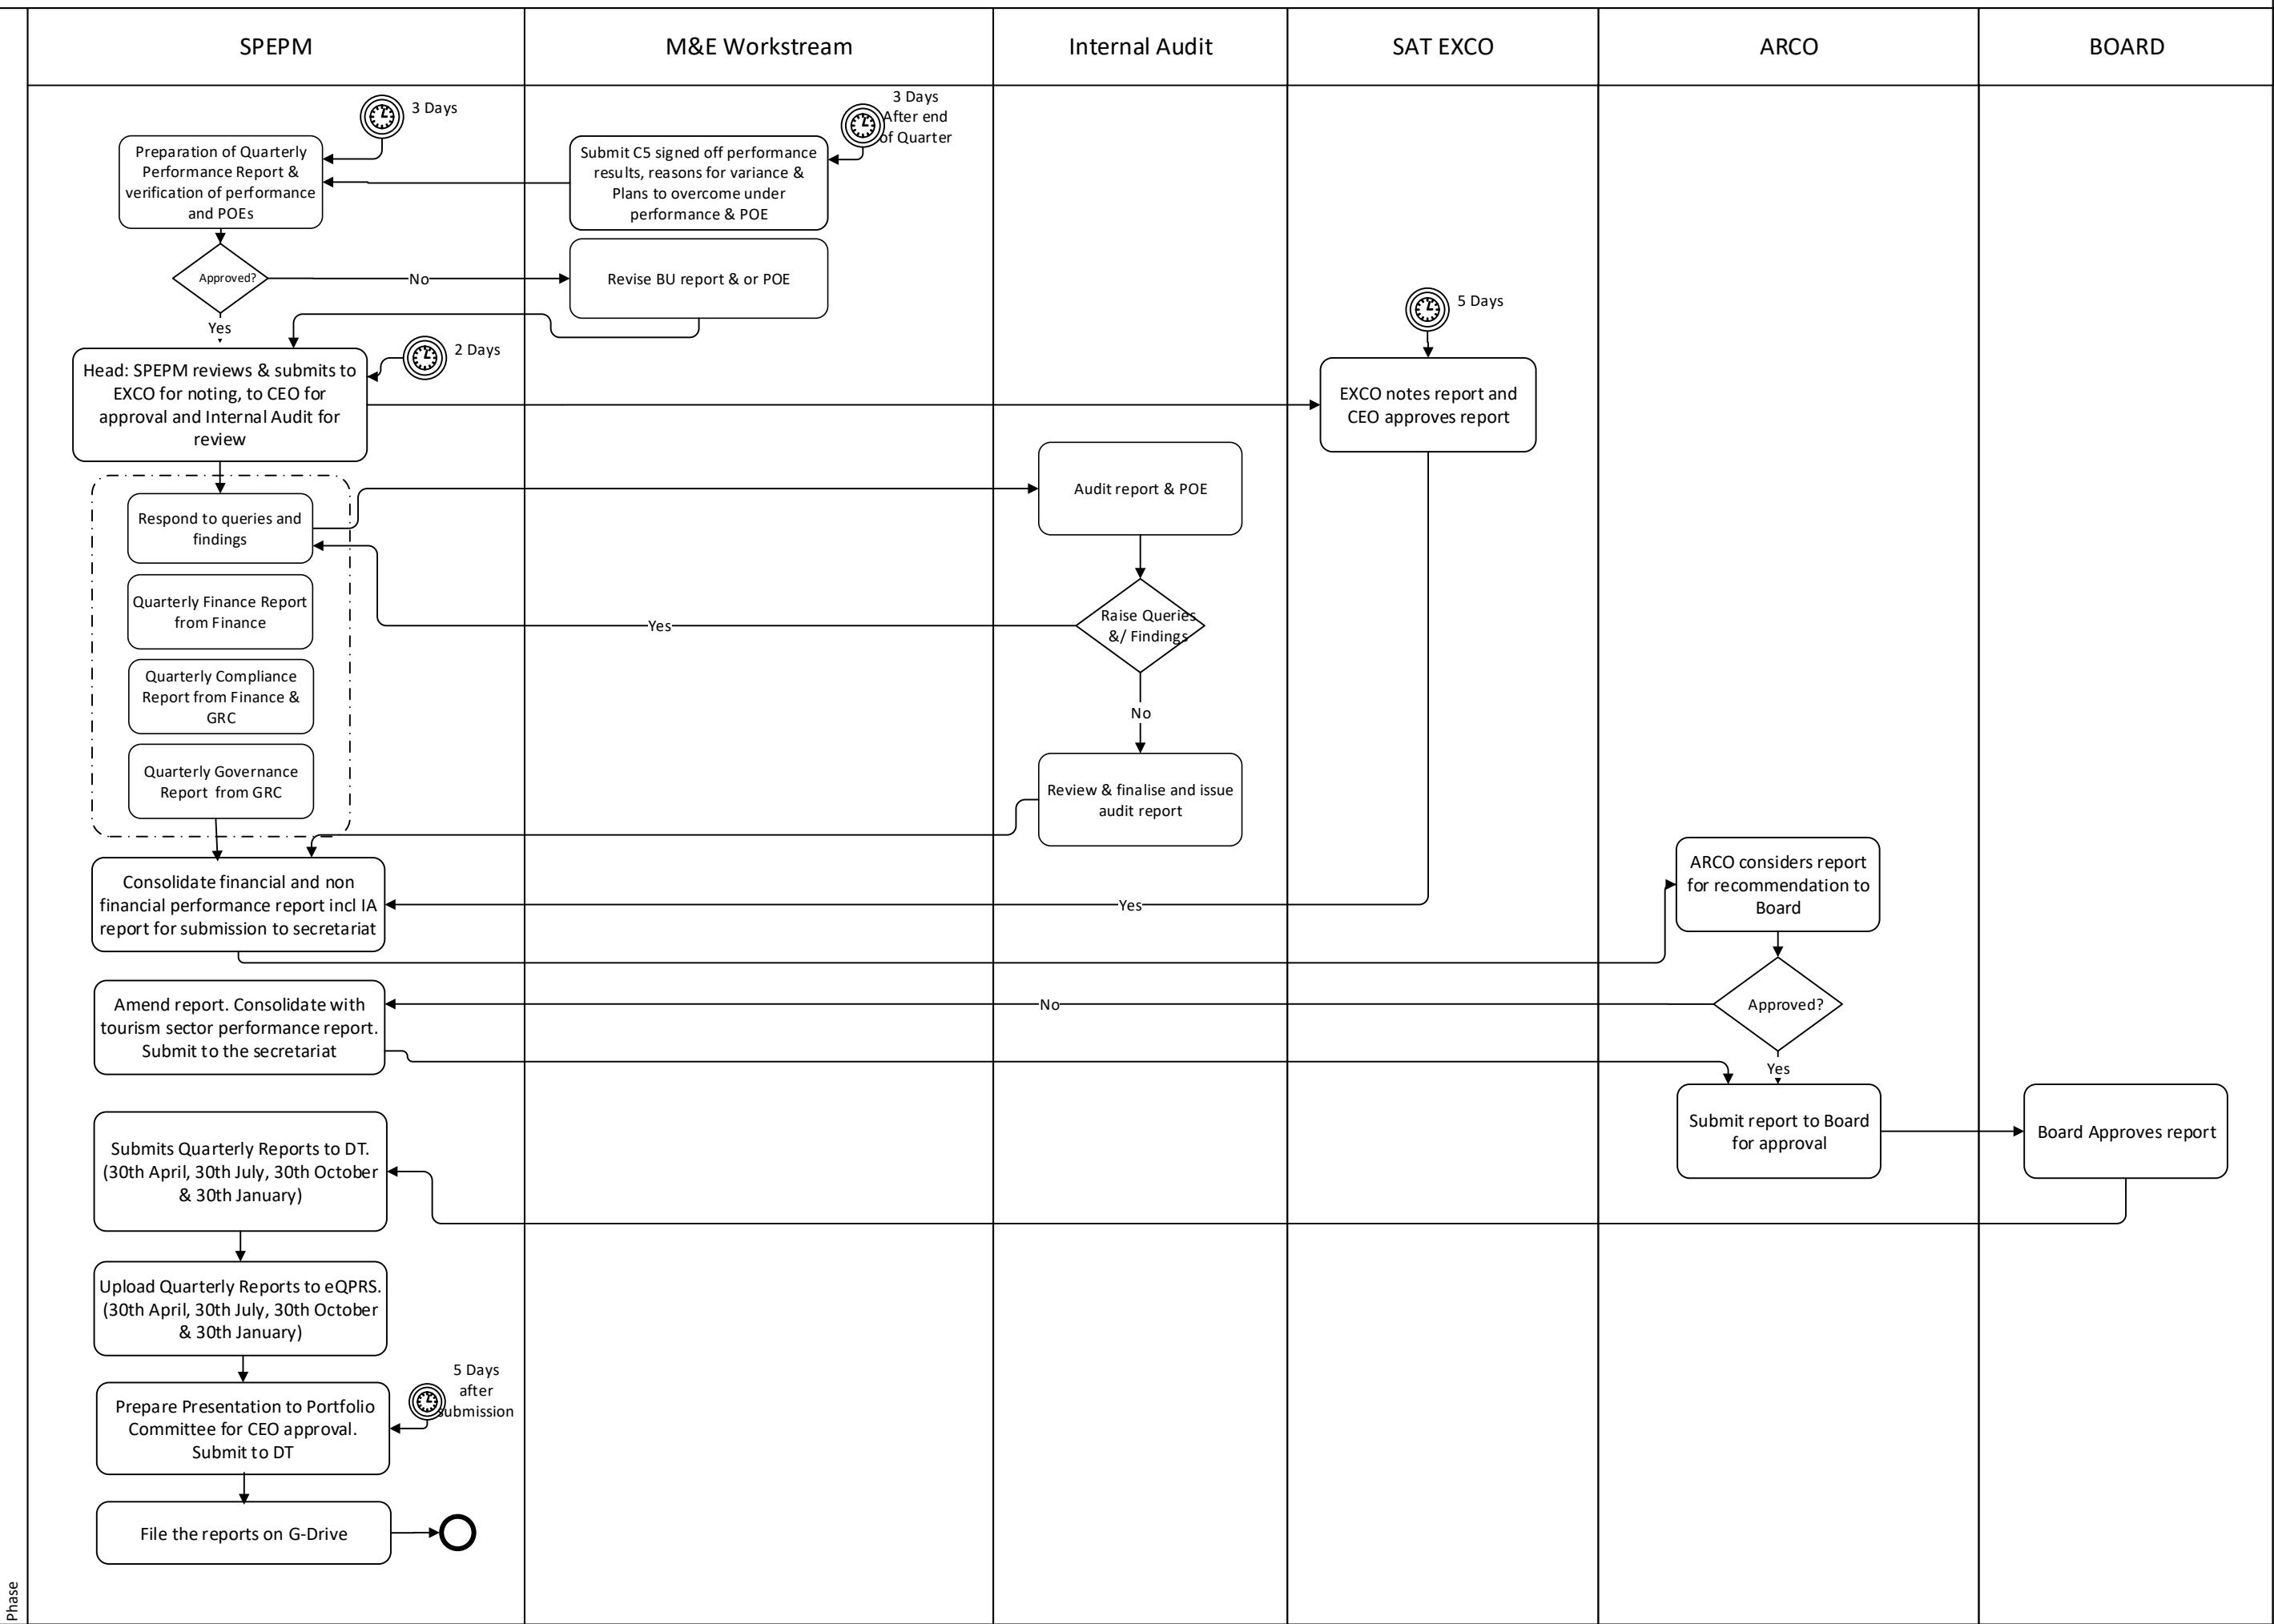 SPEPM
M&E Workstream
Internal Audit
SAT EXCO
ARCO
BOARD
3 Days
Preparation of Quarterly
Performance Report &
verification of performance
and POEs
3 Days
After end
of Quarter
Submit C5 signed off performance
results, reasons for variance &
Plans to overcome under
performance & POE
Approved?
No
Revise BU report & or POE
Yes
2 Days
5 Days
Head: SPEPM reviews & submits to
EXCO for noting, to CEO for
approval and Internal Audit for
review
EXCO notes report and
CEO approves report
Respond to queries and
findings
Audit report & POE
Quarterly Finance Report
from Finance
Yes
Raise Queries
&/ Findings
Quarterly Compliance
Report from Finance &
GRC
No
Quarterly Governance
Report from GRC
Review & finalise and issue
audit report
Consolidate financial and non
financial performance report incl IA
report for submission to secretariat
Yes
ARCO considers report
for recommendation to
Board
Amend report. Consolidate with
tourism sector performance report.
Submit to the secretariat
No
Approved?
Yes
Submits Quarterly Reports to DT.
(30th April, 30th July, 30th October
& 30th January)
Submit report to Board
for approval
Board Approves report
Upload Quarterly Reports to eQPRS.
(30th April, 30th July, 30th October
& 30th January)
5 Days
after
submission
Prepare Presentation to Portfolio
Committee for CEO approval.
Submit to DT
File the reports on G-Drive
Phase